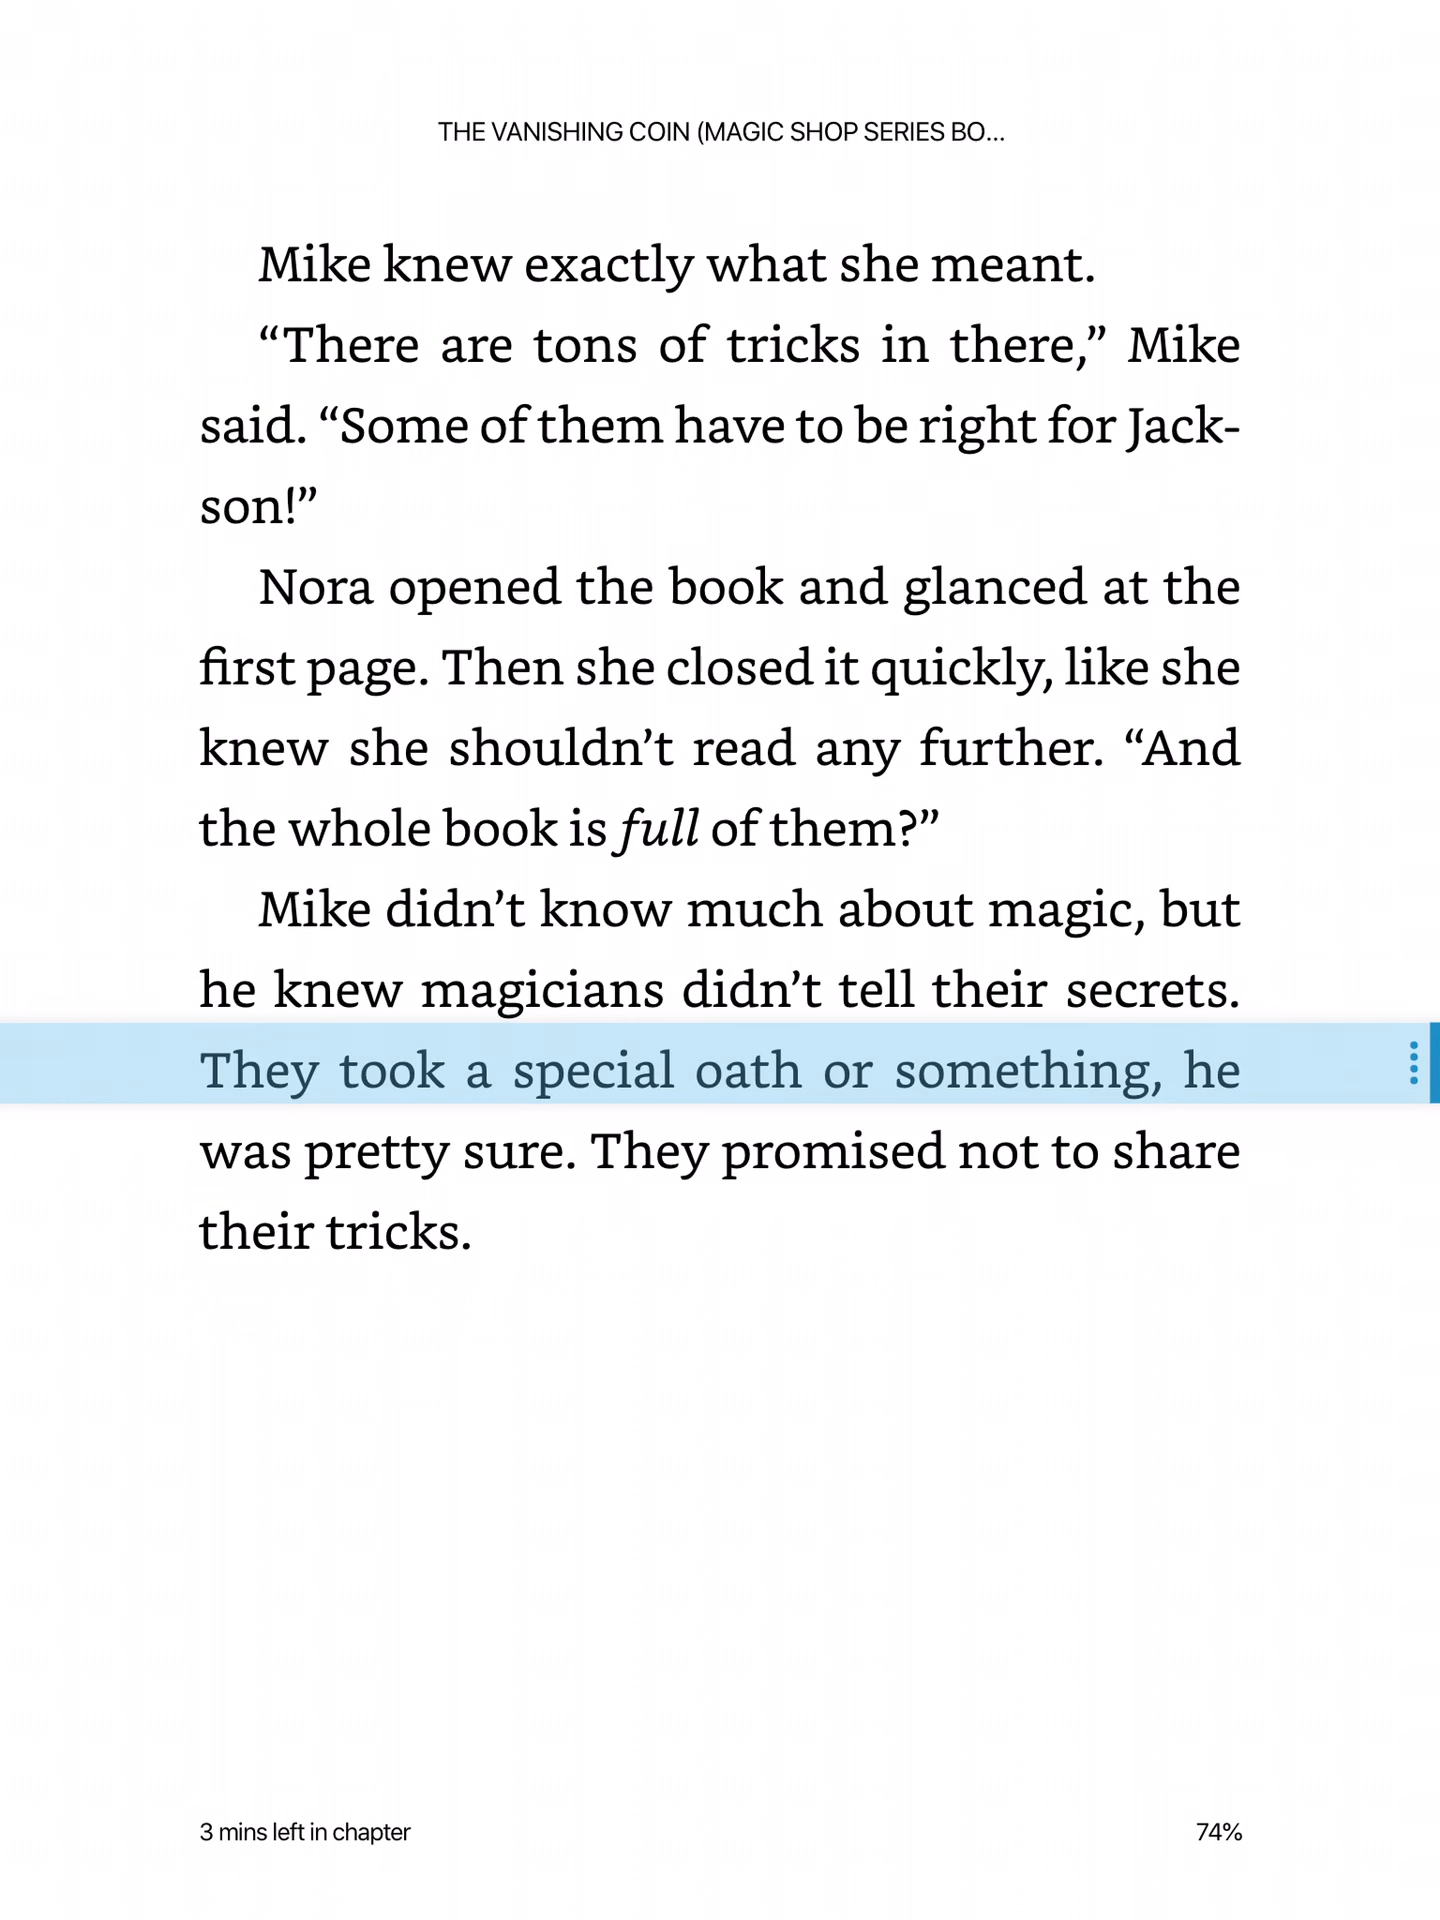 THE VANISHING COIN (MAGIC SHOP SERIES BO...
Mike knew exactly what she meant.
“There are tons of tricks in there,” Mike
said. “Some of them have to be right for Jack-
son!”
Nora opened the book and glanced at the
first page. Then she closed it quickly, like she
knew she shouldn’t read any further. “And
the whole book is full of them?”
Mike didn’t know much about magic, but
he knew magicians didn’t tell their secrets.
They took a special oath or something, he
was pretty sure. They promised not to share
their tricks.
3 mins left in chapter
74%